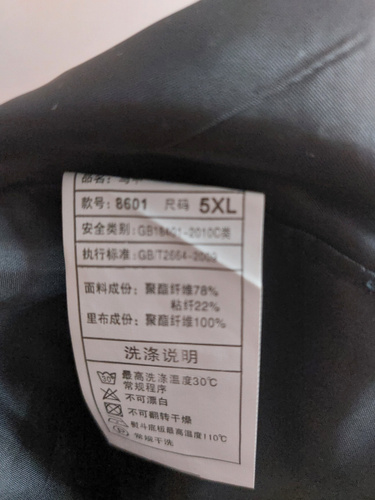 品名：
款号：8601 尺码 5XL
安全类别：GB18401-2010C类
执行标准：GB/T2664-2009
面料成份：聚酯纤维78%
粘纤22%
里布成份：聚酯纤维100%
洗涤说明
最高洗涤温度30℃
常规程序
不可漂白
不可翻转干燥
熨斗底板最高温度110℃
常规干洗